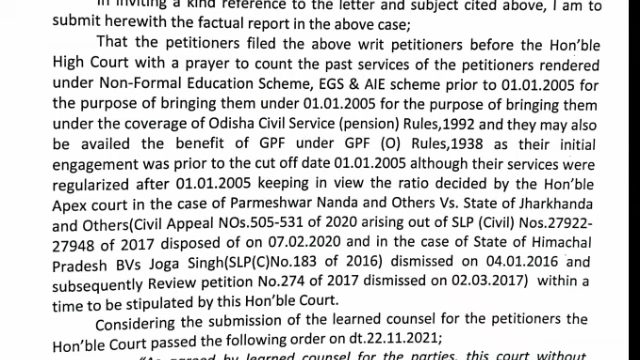 In inviting a kind reference to the letter and subject cited above, I am to
submit herewith the factual report in the above case;
That the petitioners filed the above writ petitioners before the Hon'ble
High Court with a prayer to count the past services of the petitioners rendered
under Non-Formal Education Scheme, EGS & AIE scheme prior to 01.01.2005 for
the purpose of bringing them under 01.01.2005 for the purpose of bringing them
under the coverage of Odisha Civil Service (pension) Rules,1992 and they may also
be availed the benefit of GPF under GPF (O) Rules,1938 as their initial
engagement was prior to the cut off date 01.01.2005 although their services were
regularized after 01.01.2005 keeping in view the ratio decided by the Hon'ble
Apex court in the case of Parmeshwar Nanda and Others Vs. State of Jharkhanda
and Others(Civil Appeal NOs.505-531 of 2020 arising out of SLP (Civil) Nos.27922-
27948 of 2017 disposed of on 07.02.2020 and in the case of State of Himachal
Pradesh BVs Joga Singh(SLP(C)No.183 of 2016) dismissed on 04.01.2016 and
subsequently Review petition No.274 of 2017 dismissed on 02.03.2017) within a
time to be stipulated by this Hon'ble Court.
Considering the submission of the learned counsel for the petitioners the
Hon'ble Court passed the following order on dt.22.11.2021;
"As agreed by learned counsel for the parties, this court without